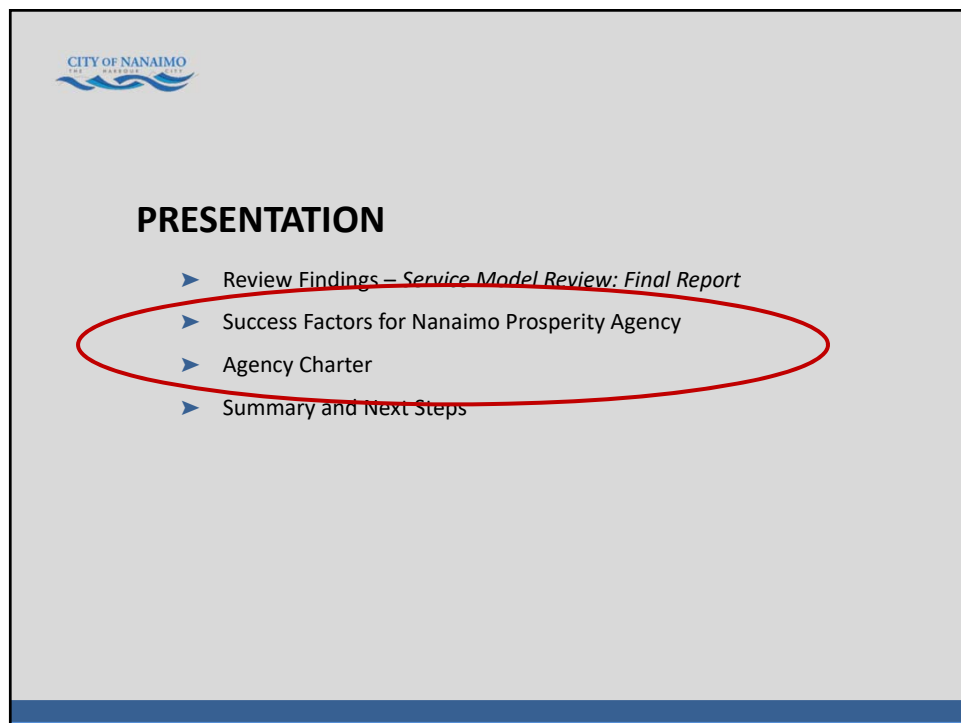 CITY OF NANAIMO
THE HARBOUR CITY
PRESENTATION
➤ Review Findings – Service Model Review: Final Report
➤ Success Factors for Nanaimo Prosperity Agency
➤ Agency Charter
➤ Summary and Next Steps